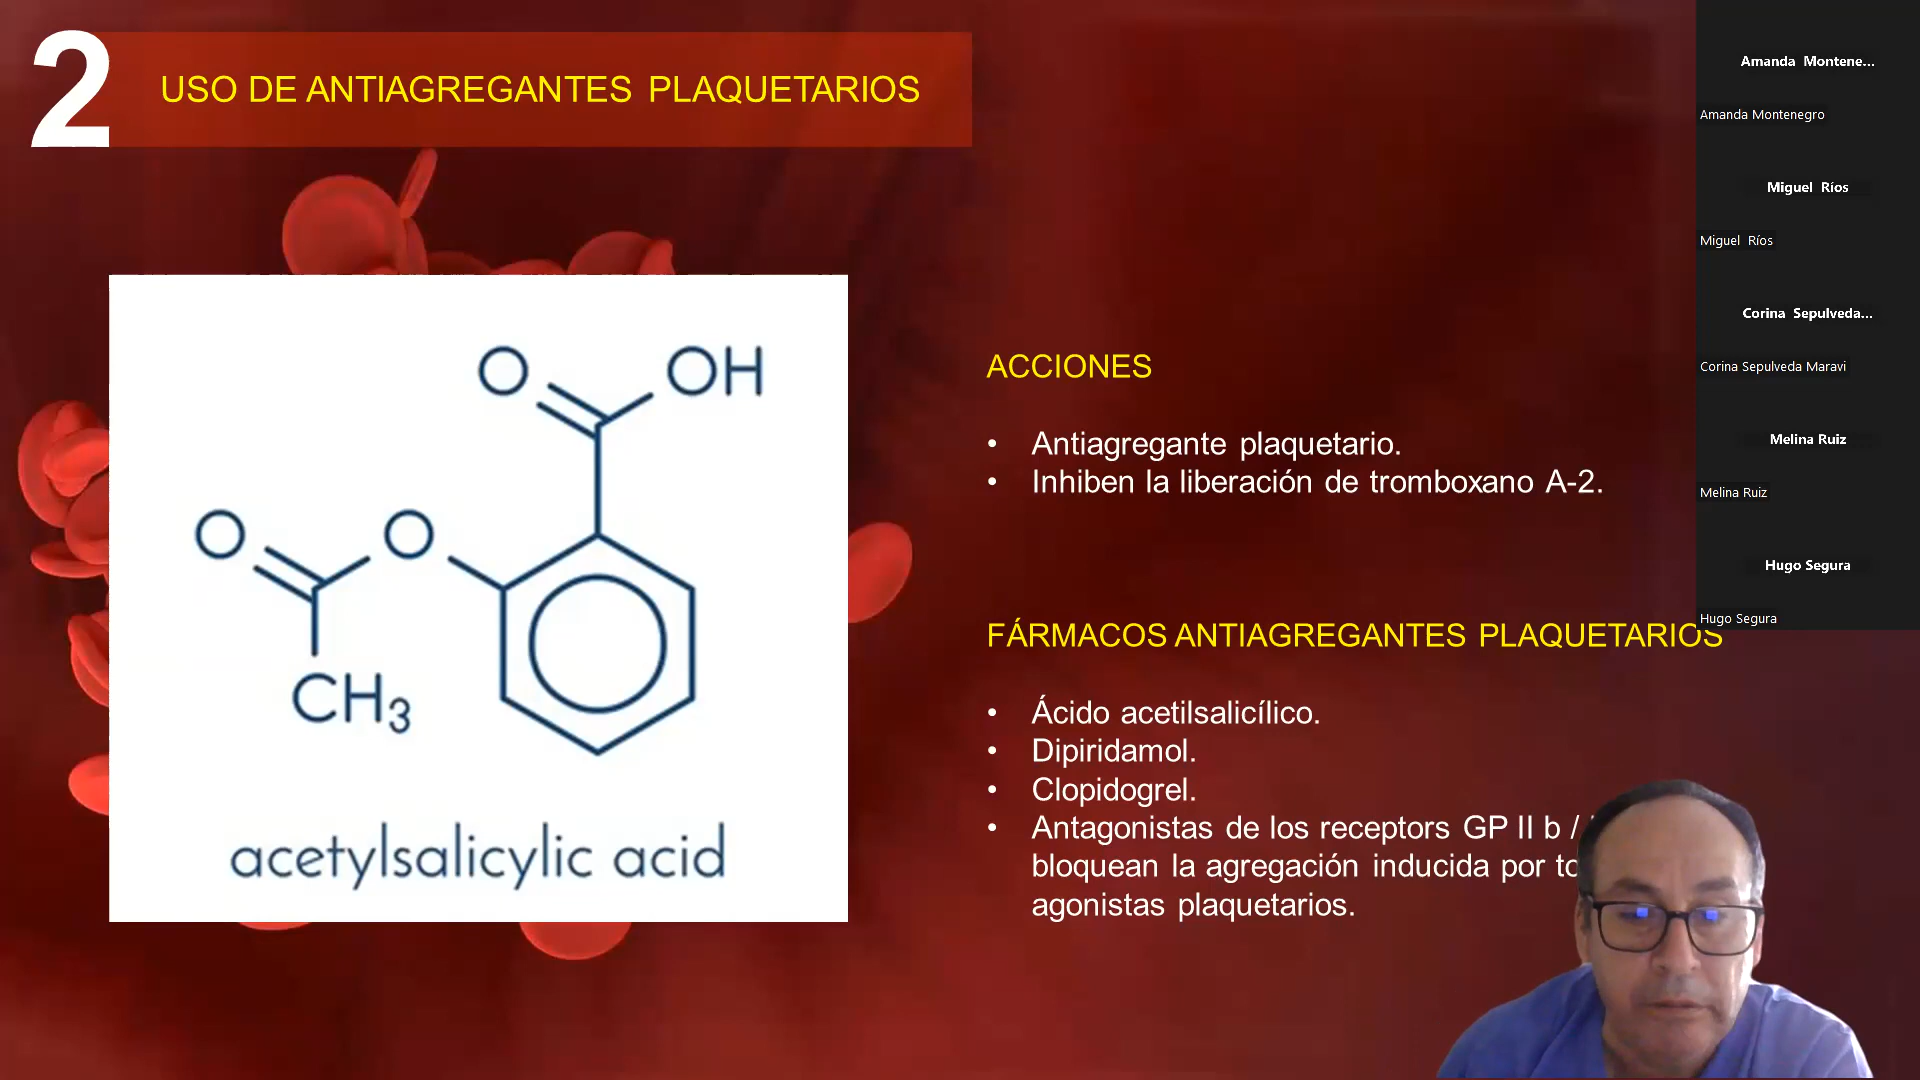 2
USO DE ANTIAGREGANTES PLAQUETARIOS
O
OH
O
O
CH3
acetylsalicylic acid
ACCIONES
• Antiagregante plaquetario.
• Inhiben la liberación de tromboxano A-2.
FÁRMACOS ANTIAGREGANTES PLAQUETARIOS
• Ácido acetilsalicílico.
• Dipiridamol.
• Clopidogrel.
• Antagonistas de los receptors GP II b /
bloquean la agregación inducida por
agonistas plaquetarios.
Amanda Montene...
Amanda Montenegro
Miguel Ríos
Miguel Ríos
Corina Sepulveda...
Corina Sepulveda Maravi
Melina Ruiz
Melina Ruiz
Hugo Segura
Hugo Segura